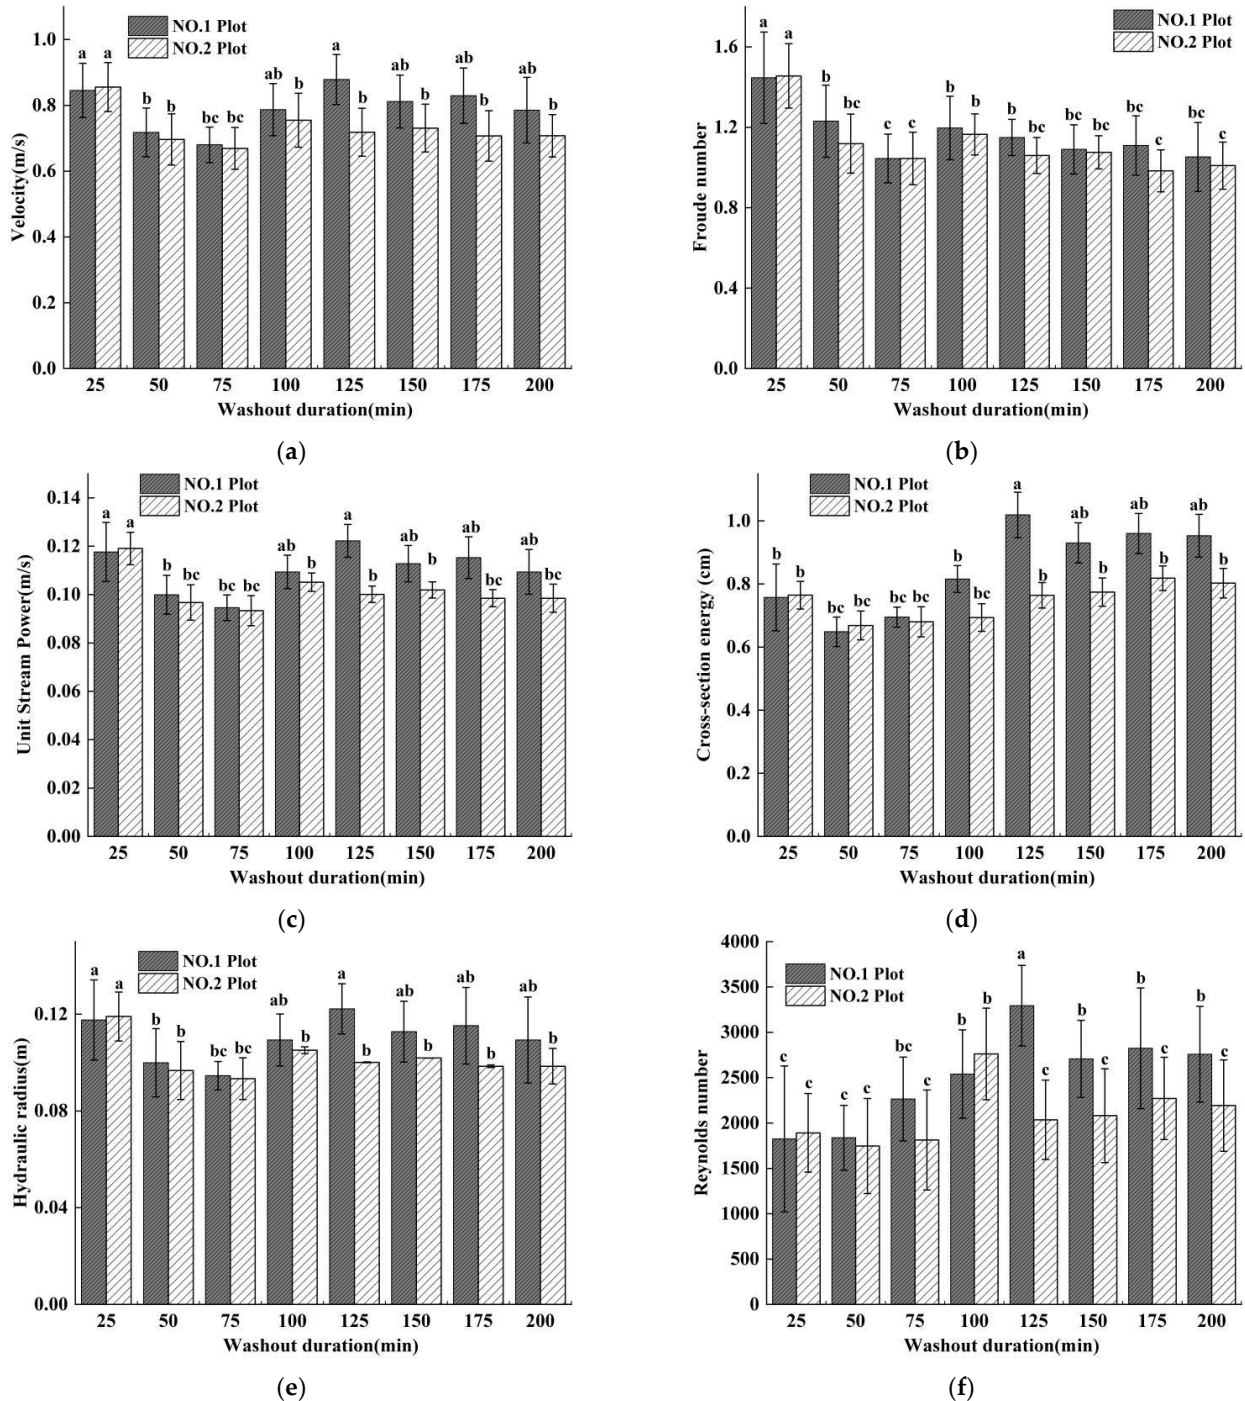 NO.1 Plot
NO.2 Plot
1.0
0.8
0.6
0.4
0.2
0.0
Velocity(m/s)
a a b b bc bc ab b a b ab b ab b ab b
25 50 75 100 125 150 175 200
Washout duration(min)
(a)
NO.1 Plot
NO.2 Plot
1.6
1.2
0.8
0.4
0.0
Froude number
a a b bc c c b b b bc bc bc bc c bc c
25 50 75 100 125 150 175 200
Washout duration(min)
(b)
NO.1 Plot
NO.2 Plot
0.14
0.12
0.10
0.08
0.06
0.04
0.02
0.00
Unit Stream Power(m/s)
a a b bc bc bc ab b a b ab b ab bc ab bc
25 50 75 100 125 150 175 200
Washout duration(min)
(c)
NO.1 Plot
NO.2 Plot
1.0
0.8
0.6
0.4
0.2
0.0
Cross-section energy (cm)
b b bc bc bc bc b bc a b ab b ab b ab b
25 50 75 100 125 150 175 200
Washout duration(min)
(d)
NO.1 Plot
NO.2 Plot
0.12
0.08
0.04
0.00
Hydraulic radius(m)
a a b b bc bc ab b a b ab b ab b ab b
25 50 75 100 125 150 175 200
Washout duration(min)
(e)
NO.1 Plot
NO.2 Plot
4000
3500
3000
2500
2000
1500
1000
500
0
Reynolds number
c c c c bc c b b a c b c b c b c
25 50 75 100 125 150 175 200
Washout duration(min)
(f)